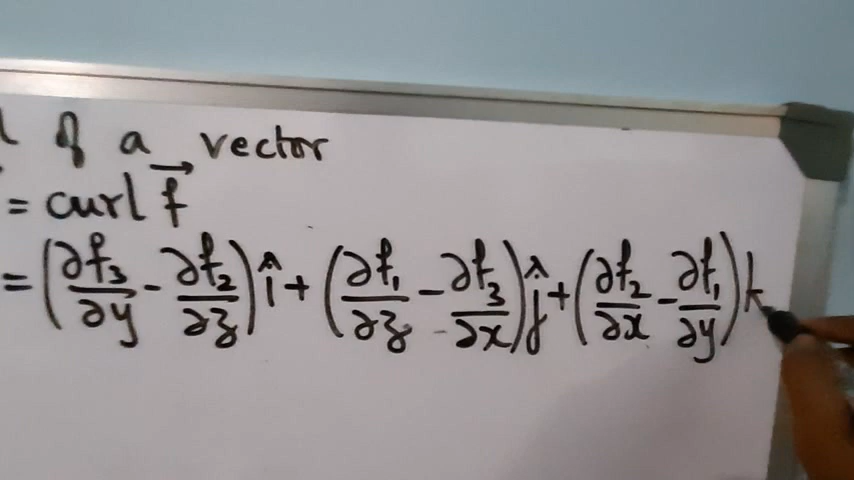 of a vector
= curl f⃗
= (∂f₃/∂y - ∂f₂/∂z) î + (∂f₁/∂z - ∂f₃/∂x) ĵ + (∂f₂/∂x - ∂f₁/∂y) k